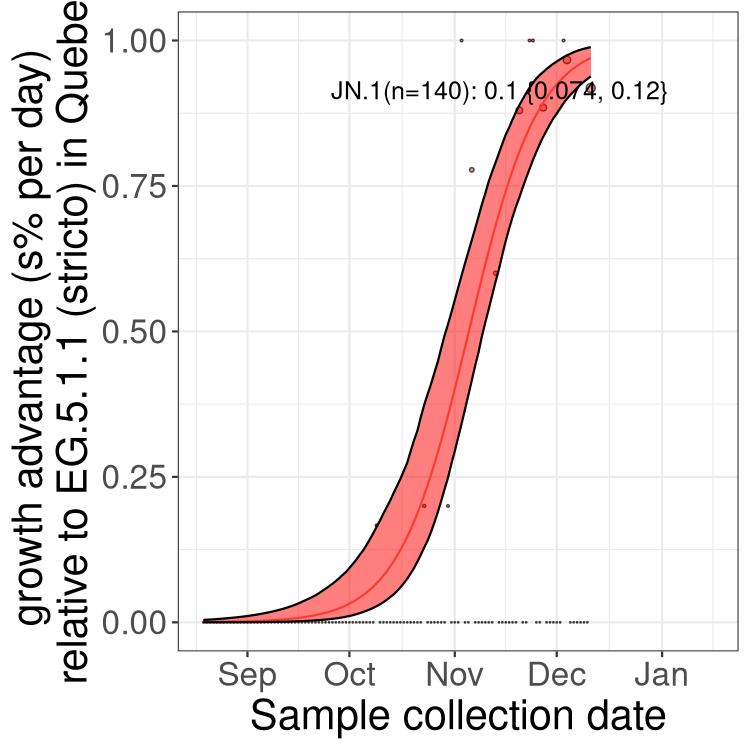 growth advantage (s% per day)
relative to EG.5.1.1 (stricto) in Quebe
1.00
0.75
0.50
0.25
0.00
JN.1(n=140): 0.1 {0.074, 0.12}
Sep Oct Nov Dec Jan
Sample collection date